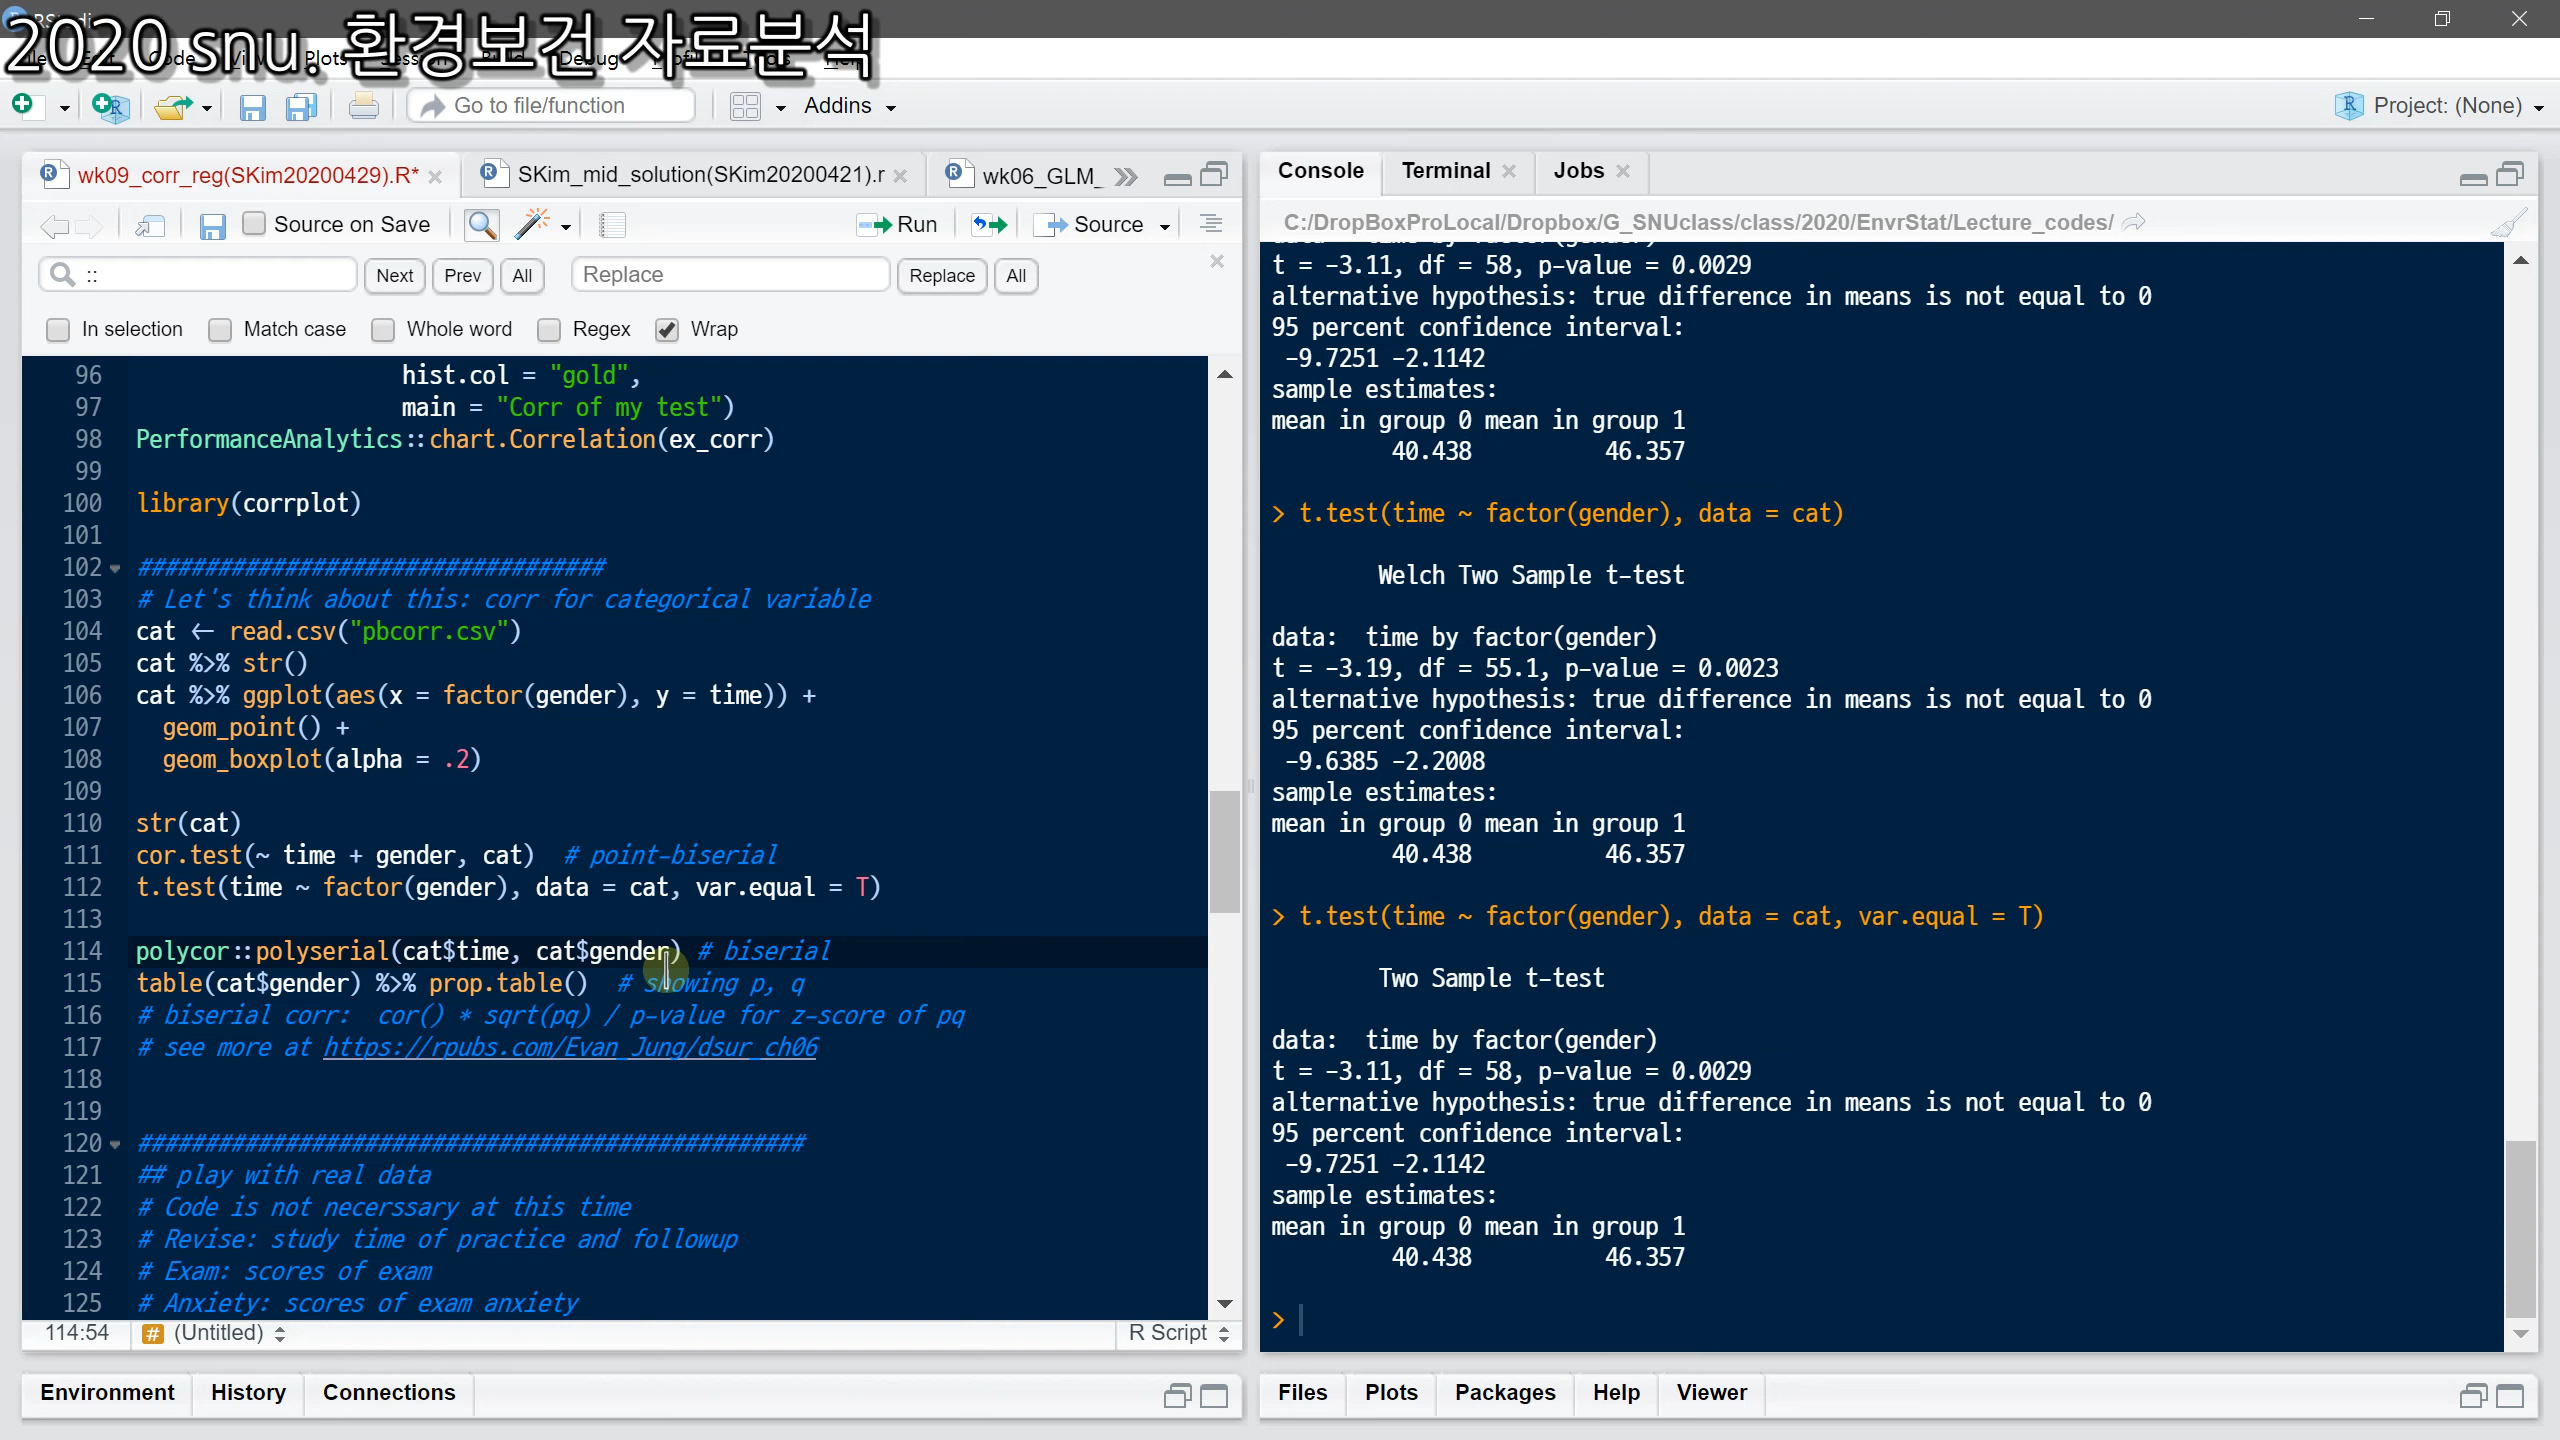 2020 snu. 환경보건 자료분석
Go to file/function
Addins
Project: (None)
wk09_corr_reg(SKim20200429).R*
SKim_mid_solution(SKim20200421).r
wk06_GLM_
Source on Save
Run
Source
::
Next
Prev
All
Replace
Replace
All
In selection
Match case
Whole word
Regex
Wrap
96 hist.col = "gold",
97 main = "Corr of my test")
98 PerformanceAnalytics::chart.Correlation(ex_corr)
99
100 library(corrplot)
101
102 ###################################
103 # Let's think about this: corr for categorical variable
104 cat <- read.csv("pbcorr.csv")
105 cat %>% str()
106 cat %>% ggplot(aes(x = factor(gender), y = time)) +
107 geom_point() +
108 geom_boxplot(alpha = .2)
109
110 str(cat)
111 cor.test(~ time + gender, cat) # point-biserial
112 t.test(time ~ factor(gender), data = cat, var.equal = T)
113
114 polycor::polyserial(cat$time, cat$gender) # biserial
115 table(cat$gender) %>% prop.table() # showing p, q
116 # biserial corr: cor() * sqrt(pq) / p-value for z-score of pq
117 # see more at https://rpubs.com/Evan_Jung/dsur_ch06
118
119
120 ##################################################
121 ## play with real data
122 # Code is not necerssary at this time
123 # Revise: study time of practice and followup
124 # Exam: scores of exam
125 # Anxiety: scores of exam anxiety
114:54
(Untitled)
R Script
Environment
History
Connections
Console
Terminal
Jobs
C:/DropBoxProLocal/Dropbox/G_SNUclass/class/2020/EnvrStat/Lecture_codes/
t = -3.11, df = 58, p-value = 0.0029
alternative hypothesis: true difference in means is not equal to 0
95 percent confidence interval:
-9.7251 -2.1142
sample estimates:
mean in group 0 mean in group 1
40.438 46.357
> t.test(time ~ factor(gender), data = cat)
Welch Two Sample t-test
data: time by factor(gender)
t = -3.19, df = 55.1, p-value = 0.0023
alternative hypothesis: true difference in means is not equal to 0
95 percent confidence interval:
-9.6385 -2.2008
sample estimates:
mean in group 0 mean in group 1
40.438 46.357
> t.test(time ~ factor(gender), data = cat, var.equal = T)
Two Sample t-test
data: time by factor(gender)
t = -3.11, df = 58, p-value = 0.0029
alternative hypothesis: true difference in means is not equal to 0
95 percent confidence interval:
-9.7251 -2.1142
sample estimates:
mean in group 0 mean in group 1
40.438 46.357
>
Files
Plots
Packages
Help
Viewer